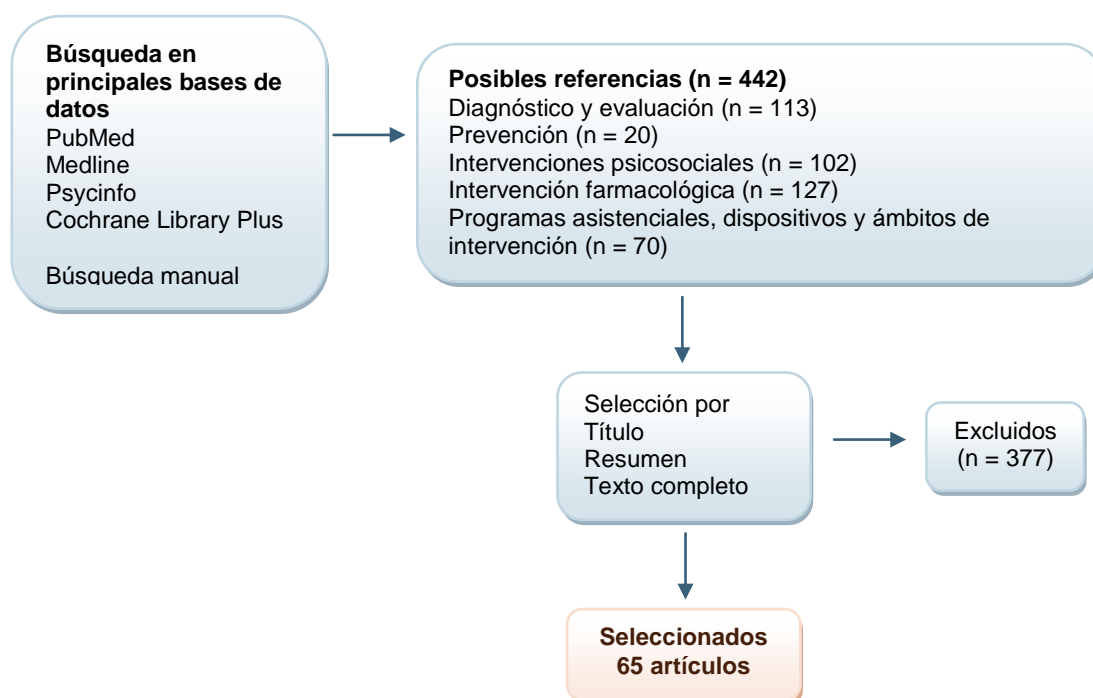 Búsqueda en
principales bases de
datos
PubMed
Medline
Psycinfo
Cochrane Library Plus
Búsqueda manual
Posibles referencias (n = 442)
Diagnóstico y evaluación (n = 113)
Prevención (n = 20)
Intervenciones psicosociales (n = 102)
Intervención farmacológica (n = 127)
Programas asistenciales, dispositivos y ámbitos de
intervención (n = 70)
Selección por
Título
Resumen
Texto completo
Excluidos
(n = 377)
Seleccionados
65 artículos